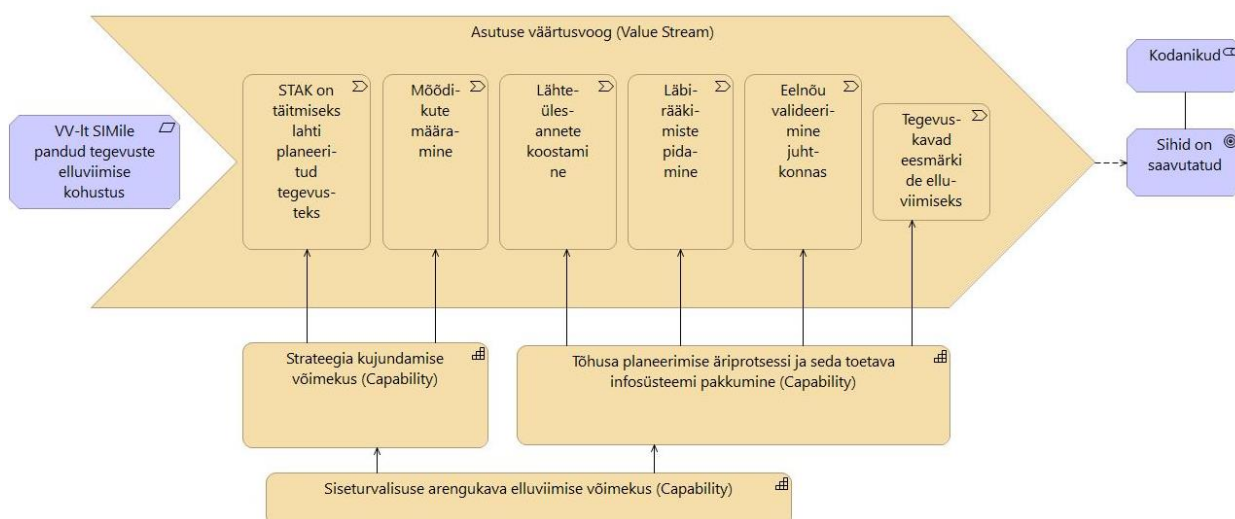 Asutuse väärtusvoog (Value Stream)
VV-lt SIMile
pandud tegevuste
elluviimise
kohustus
STAK on
täitmiseks
lahti
planeeri-
tud
tegevus-
teks
Mõõdi-
kute
määra-
mine
Lähte-
üles-
annete
koostami
ne
Läbi-
rääki-
miste
pida-
mine
Eelnõu
valideeri-
mine
juht-
konnas
Tegevus-
kavad
eesmärki
de ellu-
viimiseks
Kodanikud
Sihid on
saavutatud
Strateegia kujundamise
võimekus (Capability)
Tõhusa planeerimise äriprotsessi ja seda toetava
infosüsteemi pakkumine (Capability)
Siseturvalisuse arengukava elluviimise võimekus (Capability)